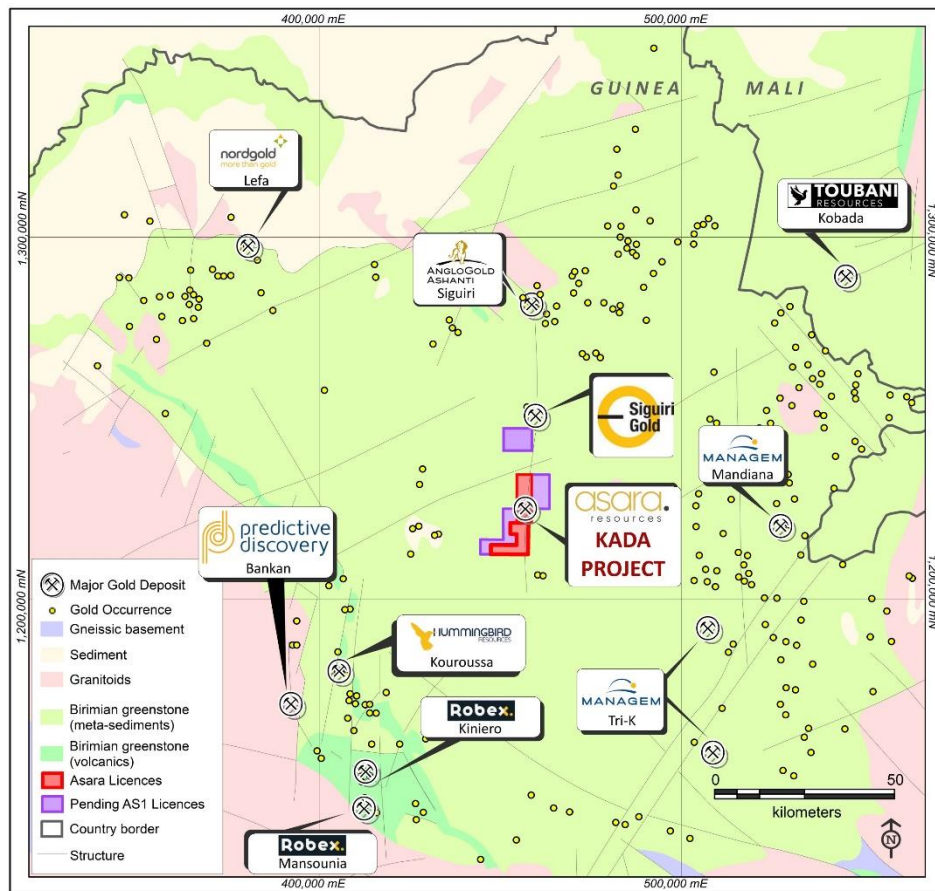 400,000 mE
500,000 mE
GUINEA
MALI
nordgold
more than gold
Lefa
TOUBANI
RESOURCES
Kobada
1,300,000 mN
1,300,000 mN
ANGLOGOLD
ASHANTI
Siguiri
Siguiri
Gold
MANAGEM
Mandiana
asara.
resources
KADA
PROJECT
predictive
discovery
Bankan
1,200,000 mN
1,200,000 mN
HUMMINGBIRD
RESOURCES
Kouroussa
Robex.
Kiniero
MANAGEM
Tri-K
Robex.
Mansounia
Major Gold Deposit
Gold Occurrence
Gneissic basement
Sediment
Granitoids
Birimian greenstone
(meta-sediments)
Birimian greenstone
(volcanics)
Asara Licences
Pending AS1 Licences
Country border
Structure
0
50
kilometers
N
400,000 mE
500,000 mE